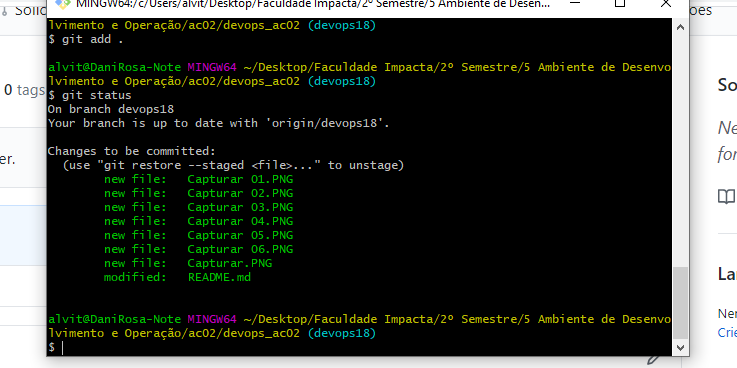 MINGW64:/c/Users/alvit/Desktop/Faculdade Impacta/2º Semestre/5 Ambiente de Desen...
lvimento e Operação/ac02/devops_ac02 (devops18)
$ git add .
alvit@DaniRosa-Note MINGW64 ~/Desktop/Faculdade Impacta/2º Semestre/5 Ambiente de Desenvo
lvimento e Operação/ac02/devops_ac02 (devops18)
$ git status
On branch devops18
Your branch is up to date with 'origin/devops18'.
Changes to be committed:
(use "git restore --staged <file>..." to unstage)
new file: Capturar 01.PNG
new file: Capturar 02.PNG
new file: Capturar 03.PNG
new file: Capturar 04.PNG
new file: Capturar 05.PNG
new file: Capturar 06.PNG
new file: Capturar.PNG
modified: README.md
alvit@DaniRosa-Note MINGW64 ~/Desktop/Faculdade Impacta/2º Semestre/5 Ambiente de Desenvo
lvimento e Operação/ac02/devops_ac02 (devops18)
$
Solic
0 tags
er.
ões
So
Ne
for
La
Ner
Crie